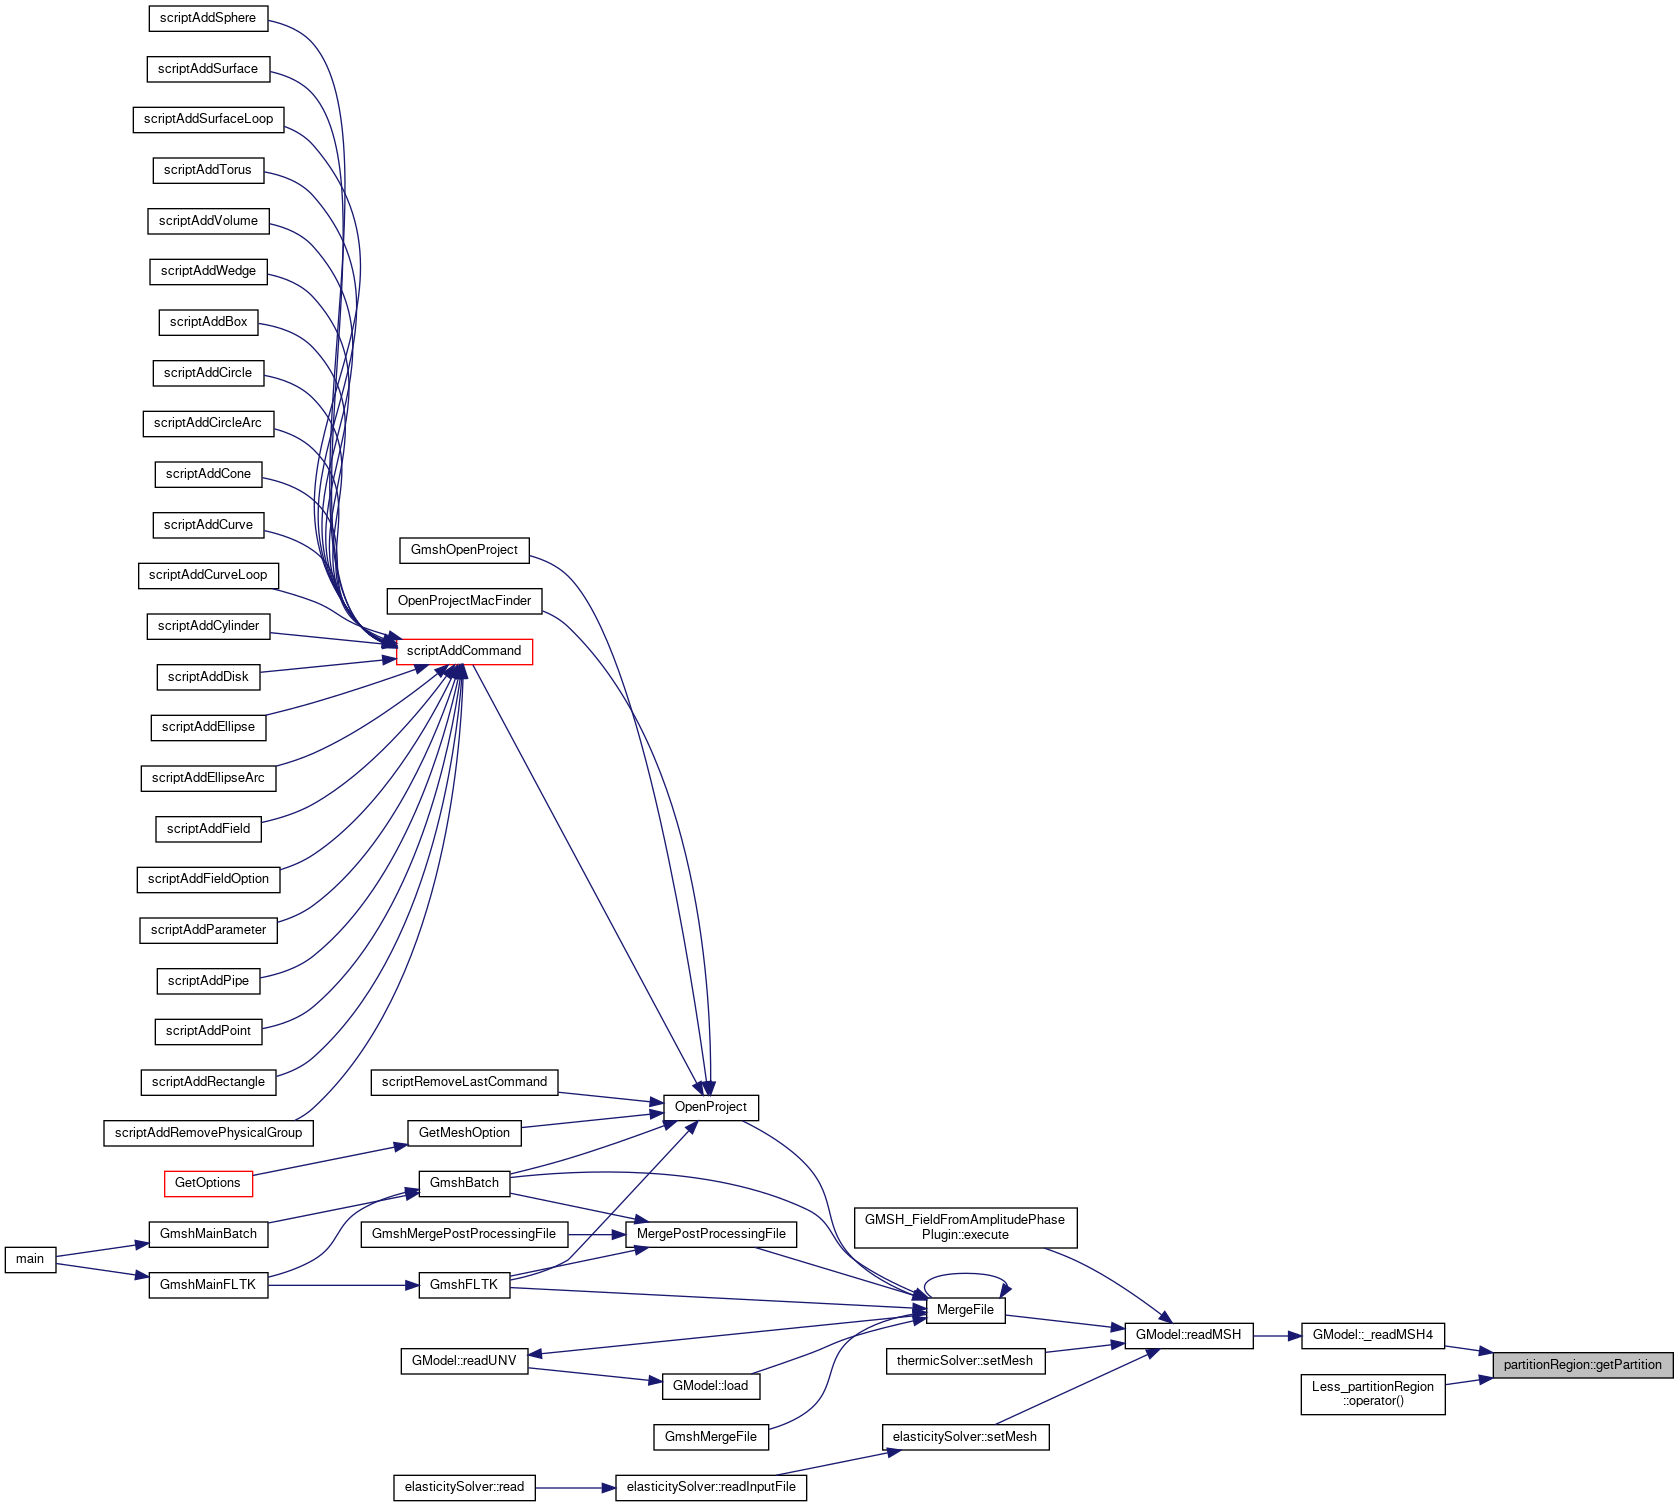 scriptAddSphere
scriptAddSurface
scriptAddSurfaceLoop
scriptAddTorus
scriptAddVolume
scriptAddWedge
scriptAddBox
scriptAddCircle
scriptAddCircleArc
scriptAddCone
scriptAddCurve
scriptAddCurveLoop
scriptAddCylinder
scriptAddDisk
scriptAddEllipse
scriptAddEllipseArc
scriptAddField
scriptAddFieldOption
scriptAddParameter
scriptAddPipe
scriptAddPoint
scriptAddRectangle
scriptAddRemovePhysicalGroup
GetOptions
GmshMainBatch
main
GmshMainFLTK
GmshOpenProject
OpenProjectMacFinder
scriptAddCommand
scriptRemoveLastCommand
GetMeshOption
GmshBatch
GmshMergePostProcessingFile
GmshFLTK
GModel::readUNV
elasticitySolver::read
OpenProject
MergePostProcessingFile
GModel::load
GmshMergeFile
elasticitySolver::readInputFile
GMSH_FieldFromAmplitudePhase
Plugin::execute
MergeFile
thermicSolver::setMesh
elasticitySolver::setMesh
GModel::readMSH
GModel::_readMSH4
Less_partitionRegion
::operator()
partitionRegion::getPartition